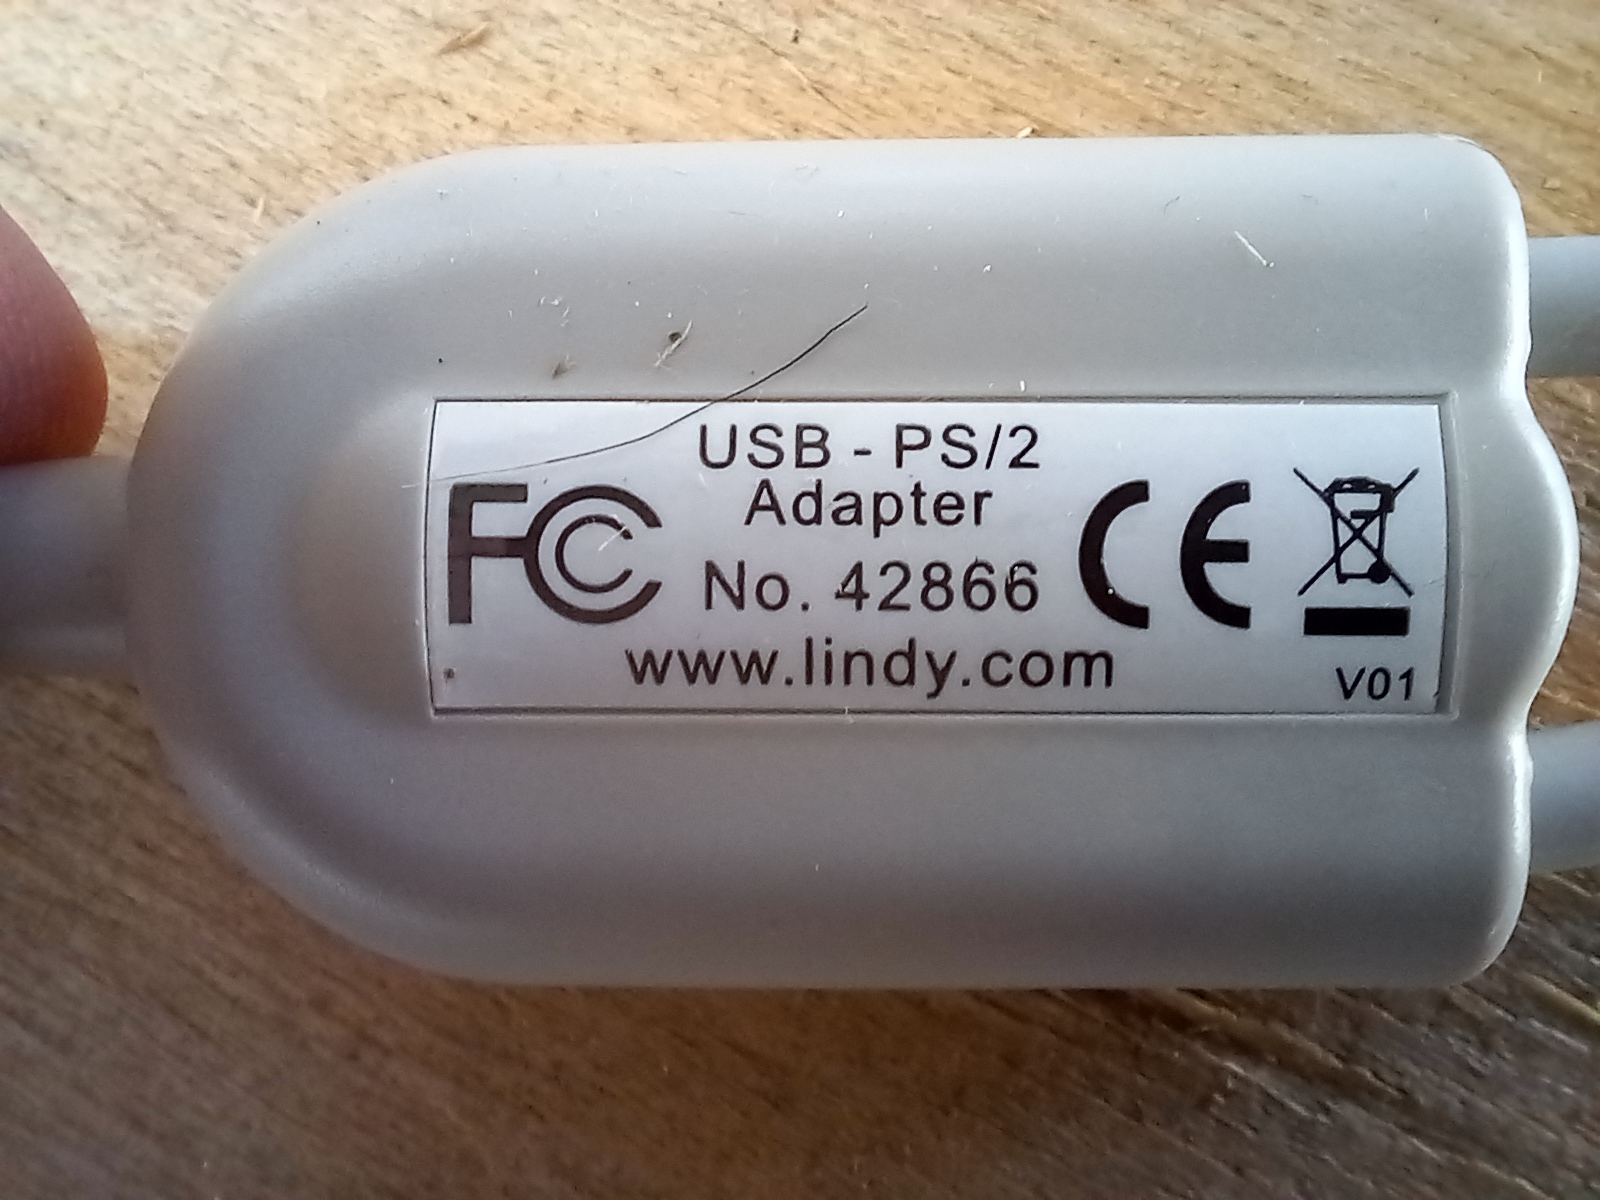 USB - PS/2
Adapter
FC CE
No. 42866
www.lindy.com
V01